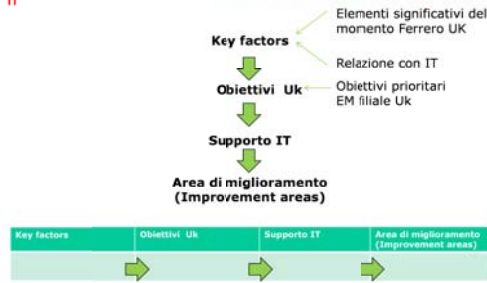 Elementi significativi del
momento Ferrero UK
Key factors
Relazione con IT
Obiettivi Uk
Obiettivi prioritari
EM filiale Uk
Supporto IT
Area di miglioramento
(Improvement areas)
Key factors
Obiettivi Uk
Supporto IT
Area di miglioramento
(Improvement areas)